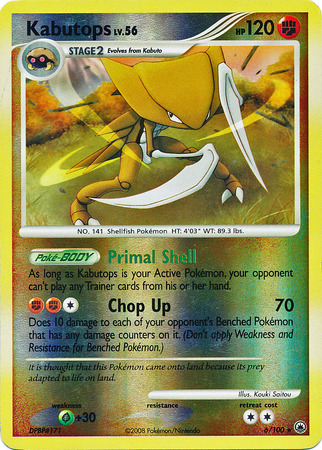 Kabutops LV.56 HP 120
STAGE2 Evolves from Kabuto
NO. 141 Shellfish Pokémon HT: 4'03" WT: 89.3 lbs.
Poké-BODY Primal Shell
As long as Kabutops is your Active Pokémon, your opponent
can't play any Trainer cards from his or her hand.
Chop Up 70
Does 10 damage to each of your opponent's Benched Pokémon
that has any damage counters on it. (Don't apply Weakness and
Resistance for Benched Pokémon.)
It is thought that this Pokémon came onto land because its prey
adapted to life on land.
Illus. Kouki Saitou
weakness resistance retreat cost
+30
DPBP#171 ©2008 Pokémon/Nintendo 6/100 ★